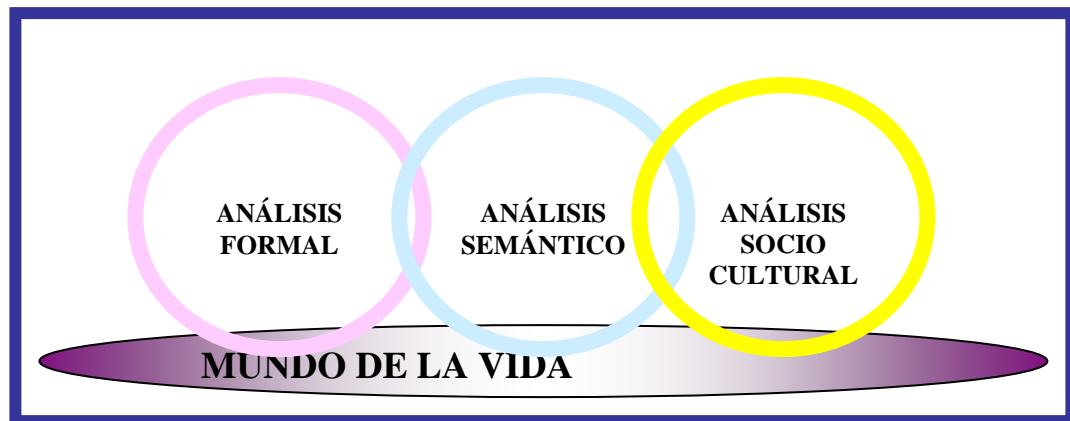 ANÁLISIS
FORMAL
ANÁLISIS
SEMÁNTICO
ANÁLISIS
SOCIO
CULTURAL
MUNDO DE LA VIDA